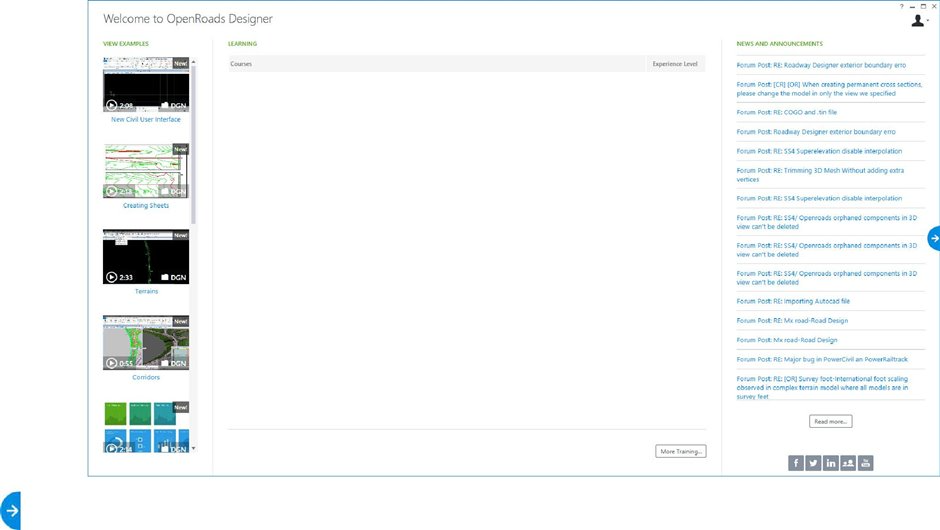 Welcome to OpenRoads Designer
VIEW EXAMPLES
New!
2:08
DGN
New Civil User Interface
New!
DGN
Creating Sheets
New!
2:33
DGN
Terrains
New!
0:55
DGN
Corridors
New!
2:14
DGN
LEARNING
Courses
Experience Level
More Training...
NEWS AND ANNOUNCEMENTS
Forum Post: RE: Roadway Designer exterior boundary erro
Forum Post: [CR] [OR] When creating permanent cross sections,
please change the model in only the view we specified
Forum Post: RE: COGO and .tin file
Forum Post: Roadway Designer exterior boundary erro
Forum Post: RE: SS4 Superelevation disable interpolation
Forum Post: RE: Trimming 3D Mesh Without adding extra
vertices
Forum Post: RE: SS4 Superelevation disable interpolation
Forum Post: RE: SS4/ Openroads orphaned components in 3D
view can't be deleted
Forum Post: RE: SS4/ Openroads orphaned components in 3D
view can't be deleted
Forum Post: RE: SS4/ Openroads orphaned components in 3D
view can't be deleted
Forum Post: RE: Importing Autocad file
Forum Post: RE: Mx road-Road Design
Forum Post: Mx road-Road Design
Forum Post: RE: Major bug in PowerCivil an PowerRailtrack
Forum Post: RE: [OR] Survey foot-International foot scaling
observed in complex terrain model where all models are in
survey feet
Read more...